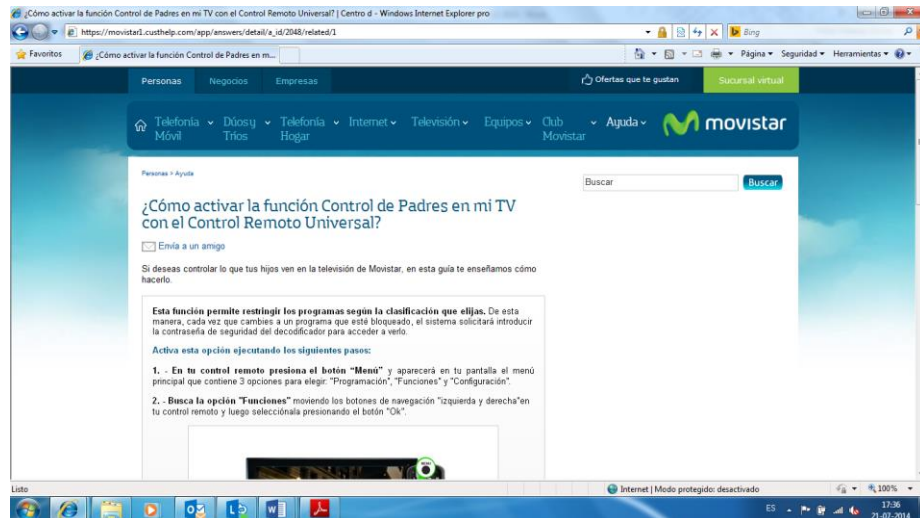 ¿Cómo activar la función Control de Padres en mi TV con el Control Remoto Universal? | Centro d - Windows Internet Explorer pro
https://movistar1.custhelp.com/app/answers/detail/a_id/2048/related/1
Bing
Favoritos
¿Cómo activar la función Control de Padres en m...
Página
Seguridad
Herramientas
Personas
Negocios
Empresas
Ofertas que te gustan
Sucursal virtual
Telefonía Móvil
Dúos y Tríos
Telefonía Hogar
Internet
Televisión
Equipos
Club Movistar
Ayuda
movistar
Personas > Ayuda
Buscar
Buscar
¿Cómo activar la función Control de Padres en mi TV
con el Control Remoto Universal?
Envía a un amigo
Si deseas controlar lo que tus hijos ven en la televisión de Movistar, en esta guía te enseñamos cómo
hacerlo.
Esta función permite restringir los programas según la clasificación que elijas. De esta
manera, cada vez que cambies a un programa que esté bloqueado, el sistema solicitará introducir
la contraseña de seguridad del decodificador para acceder a verlo.
Activa esta opción ejecutando los siguientes pasos:
1. - En tu control remoto presiona el botón "Menú" y aparecerá en tu pantalla el menú
principal que contiene 3 opciones para elegir: "Programación", "Funciones" y "Configuración".
2. - Busca la opción "Funciones" moviendo los botones de navegación "izquierda y derecha"en
tu control remoto y luego selecciónala presionando el botón "Ok".
Listo
Internet | Modo protegido: desactivado
100%
ES
17:36
21-07-2014